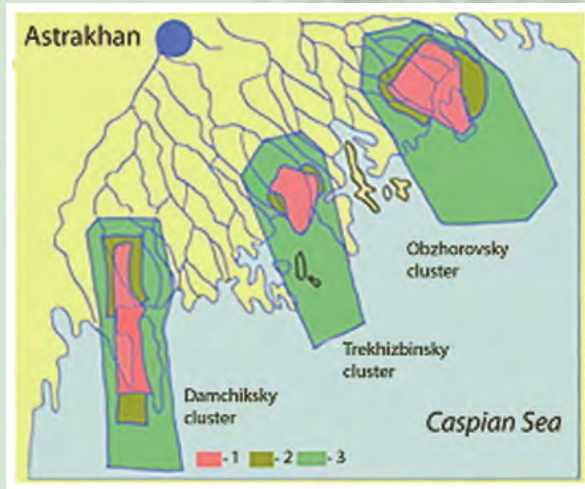 Astrakhan
Obzhorovsky
cluster
Trekhizbinsky
cluster
Damchiksky
cluster
Caspian Sea
- 1 - 2 - 3